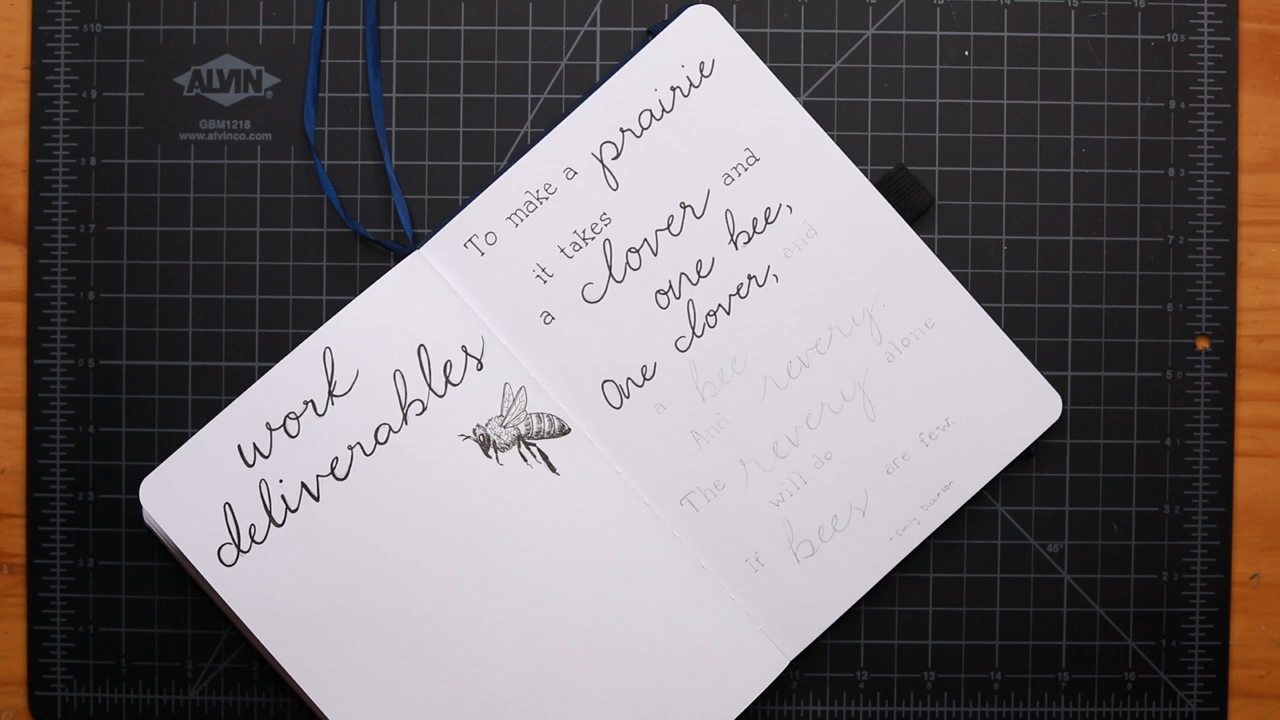 ALVIN
GBM1218
www.alvinco.com
work
deliverables
To make a prairie
it takes
a clover and
one bee,
One clover, and
a bee.
And revery.
The revery alone
will do
If bees are few.
- Emily Dickinson